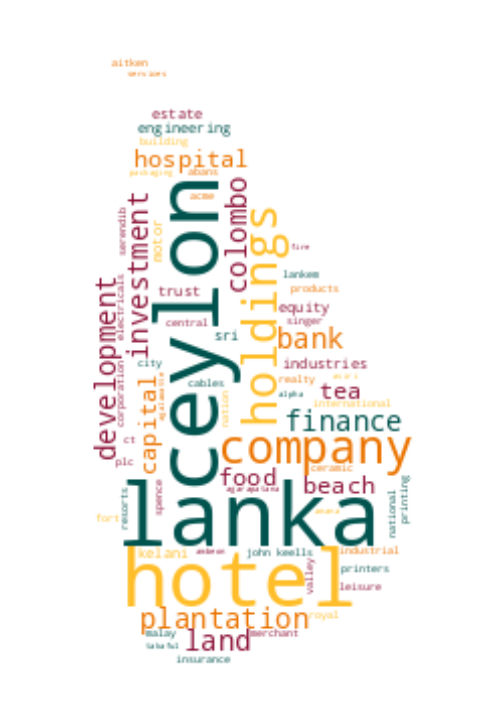 aitken
services
estate
engineering
building
hospital
packaging
abans
acme
ceylon
colombo
holdings
investment
serendib
motor
fire
development
electricals
lankem
products
trust
equity
singer
central
sri
bank
city
industries
cables
realty
alpha
tea
capital
corporation
international
nation
finance
company
ct
plc
ceramic
food
beach
agarapatana
spence
resorts
fort
lanka
national
printing
kelani
john keells
industrial
hotel
valley
printers
leisure
plantation
royal
malay
land
merchant
takaful
insurance